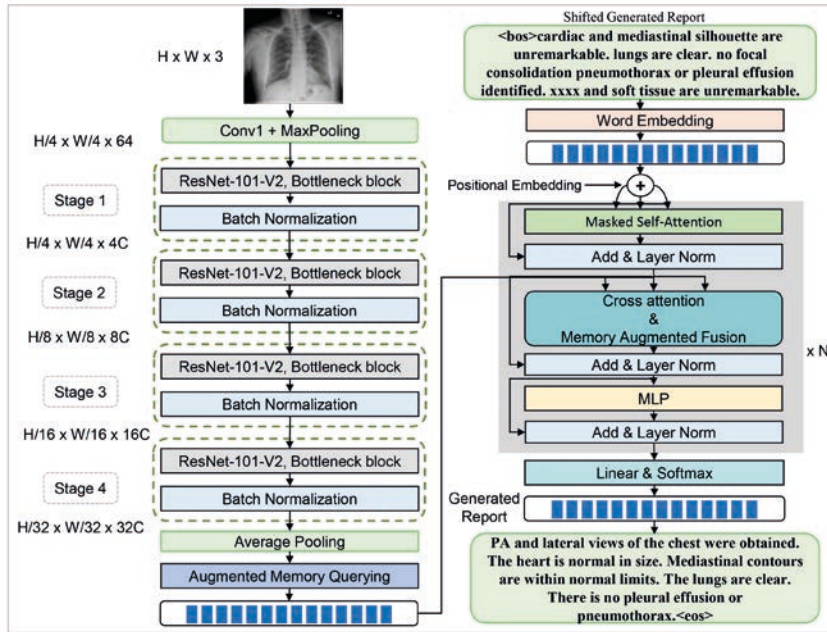 H x W x 3
Conv1 + MaxPooling
H/4 x W/4 x 64
ResNet-101-V2, Bottleneck block
Stage 1
Batch Normalization
H/4 x W/4 x 4C
ResNet-101-V2, Bottleneck block
Stage 2
Batch Normalization
H/8 x W/8 x 8C
ResNet-101-V2, Bottleneck block
Stage 3
Batch Normalization
H/16 x W/16 x 16C
ResNet-101-V2, Bottleneck block
Stage 4
Batch Normalization
H/32 x W/32 x 32C
Average Pooling
Augmented Memory Querying
Shifted Generated Report
<bos>cardiac and mediastinal silhouette are
unremarkable. lungs are clear. no focal
consolidation pneumothorax or pleural effusion
identified. xxxx and soft tissue are unremarkable.
Word Embedding
Positional Embedding
+
Masked Self-Attention
Add & Layer Norm
Cross attention
&
Memory Augmented Fusion
Add & Layer Norm
x N
MLP
Add & Layer Norm
Linear & Softmax
Generated
Report
PA and lateral views of the chest were obtained.
The heart is normal in size. Mediastinal contours
are within normal limits. The lungs are clear.
There is no pleural effusion or
pneumothorax.<eos>